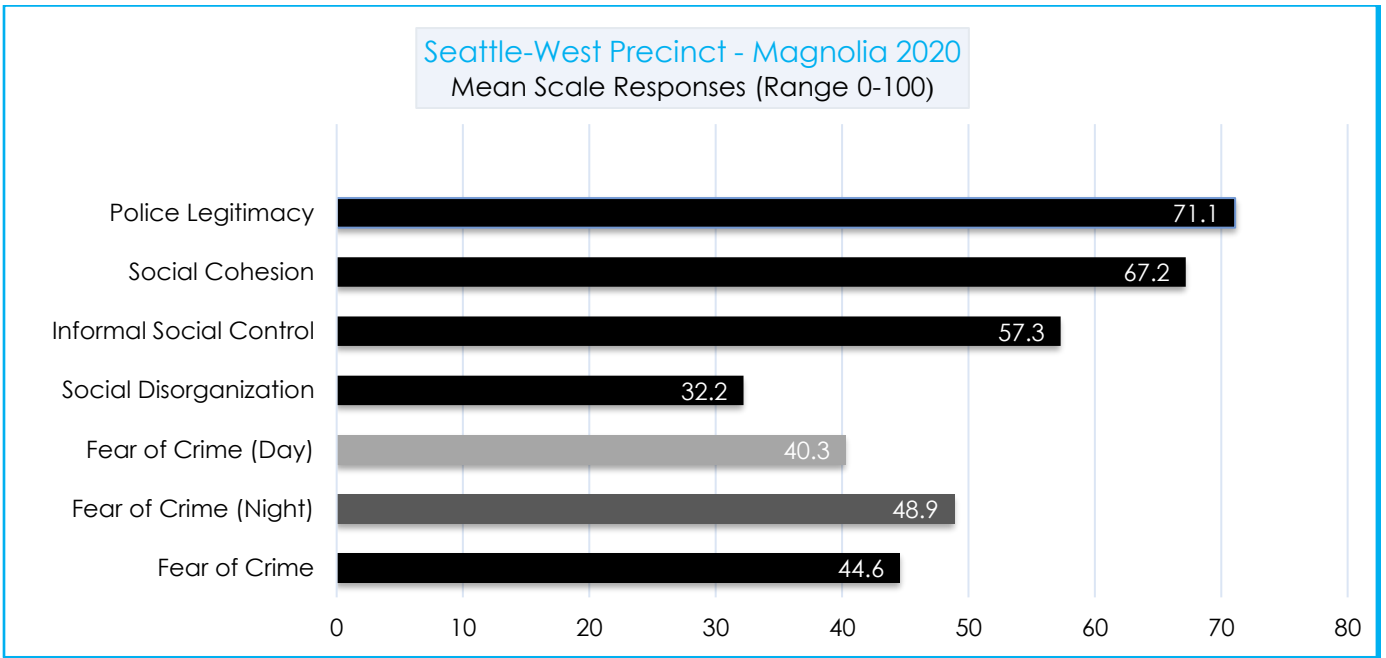 Seattle-West Precinct - Magnolia 2020
Mean Scale Responses (Range 0-100)
Police Legitimacy 71.1
Social Cohesion 67.2
Informal Social Control 57.3
Social Disorganization 32.2
Fear of Crime (Day) 40.3
Fear of Crime (Night) 48.9
Fear of Crime 44.6
0 10 20 30 40 50 60 70 80